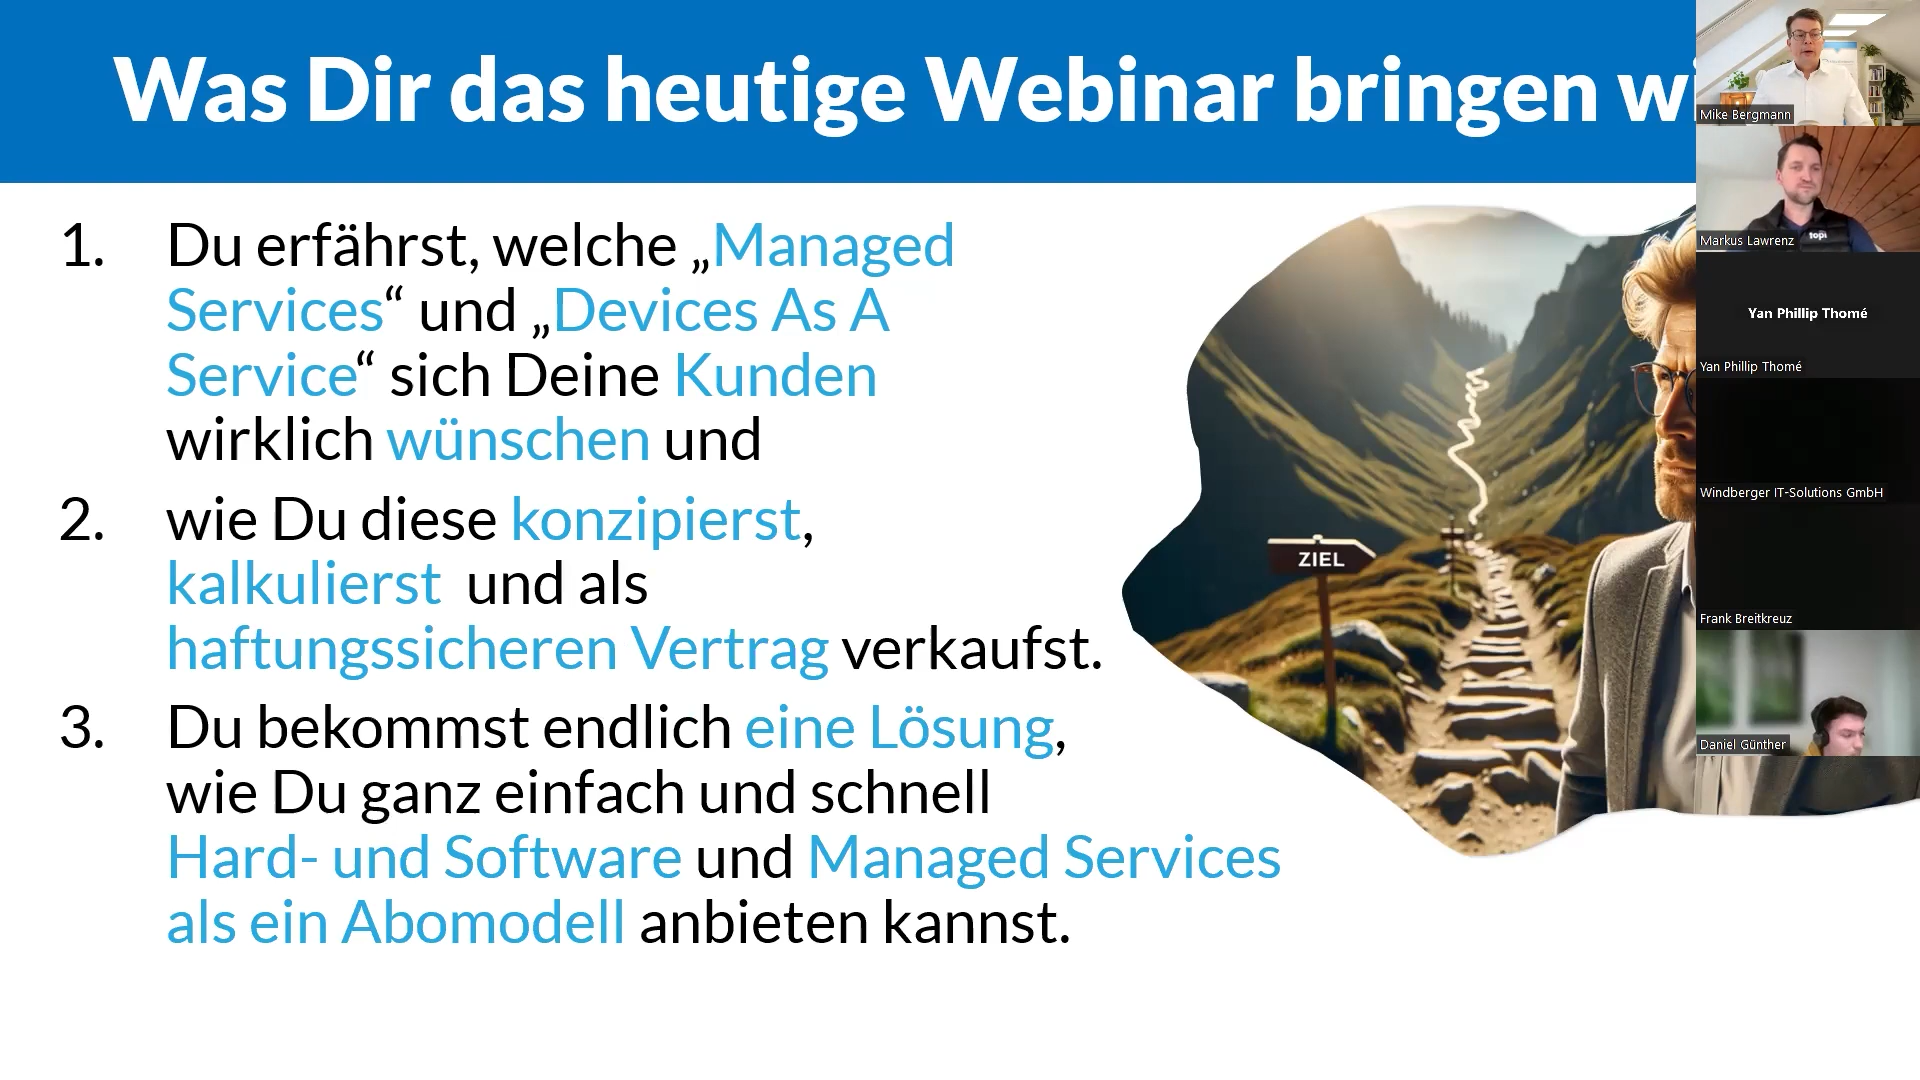 Was Dir das heutige Webinar bringen wi
1. Du erfährst, welche „Managed
Services“ und „Devices As A
Service“ sich Deine Kunden
wirklich wünschen und
2. wie Du diese konzipierst,
kalkulierst und als
haftungssicheren Vertrag verkaufst.
3. Du bekommst endlich eine Lösung,
wie Du ganz einfach und schnell
Hard- und Software und Managed Services
als ein Abomodell anbieten kannst.
ZIEL
Mike Bergmann
topi
Markus Lawrenz
Yan Phillip Thomé
Yan Phillip Thomé
Windberger IT-Solutions GmbH
Frank Breitkreuz
Daniel Günther